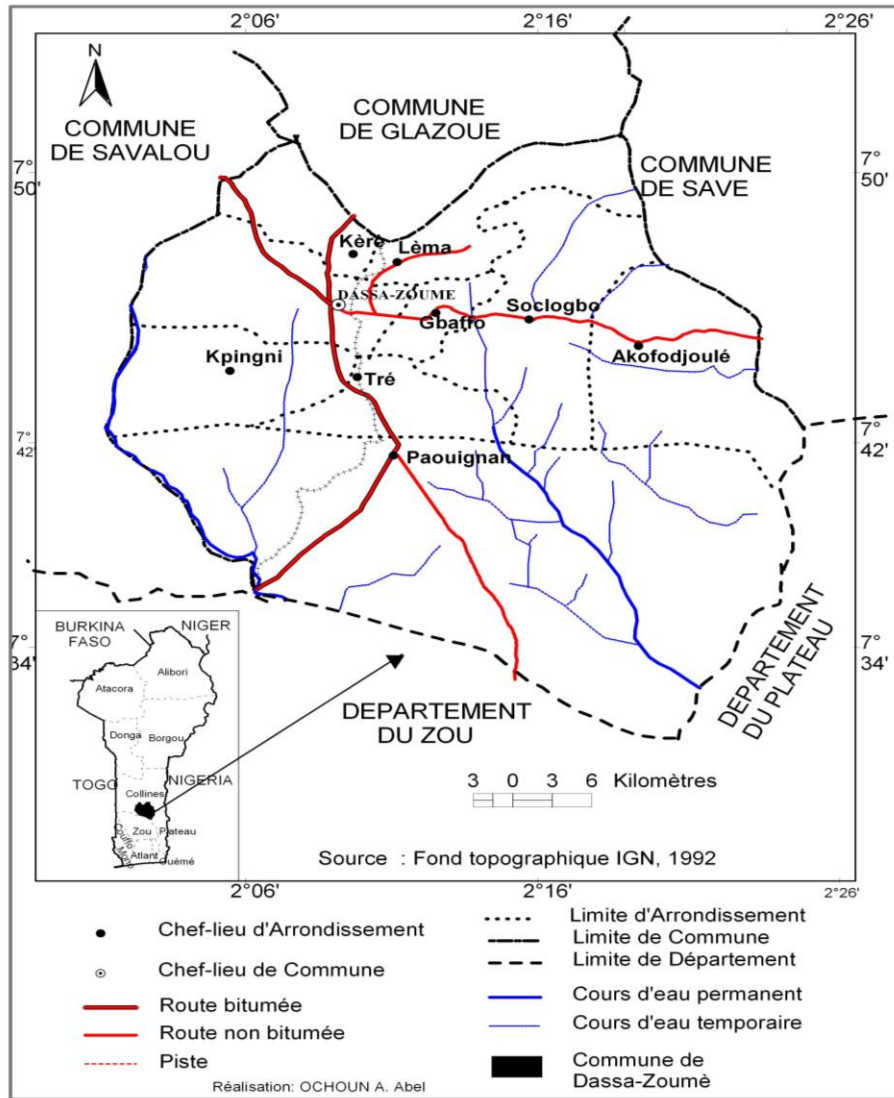 2°06'
2°16'
2°26'
N
COMMUNE
DE SAVALOU
COMMUNE
DE GLAZOUE
COMMUNE
DE SAVE
7°
50'
7°
50'
Kèrè
Lèma
DASSA-ZOUME
Gbaffo
Soclogbo
Akofodjoulé
Kpingni
Tré
7°
42'
7°
42'
Paouignan
7°
34'
7°
34'
DEPARTEMENT
DU PLATEAU
DEPARTEMENT
DU ZOU
BURKINA
FASO
NIGER
Alibori
Atacora
Donga
Borgou
TOGO
NIGERIA
Collines
Zou
Plateau
Couffo
Mono
Atlant
Ouémé
3 0 3 6 Kilomètres
Source : Fond topographique IGN, 1992
2°06'
2°16'
2°26'
Chef-lieu d'Arrondissement
Chef-lieu de Commune
Route bitumée
Route non bitumée
Piste
Réalisation: OCHOUN A. Abel
Limite d'Arrondissement
Limite de Commune
Limite de Département
Cours d'eau permanent
Cours d'eau temporaire
Commune de
Dassa-Zoumè